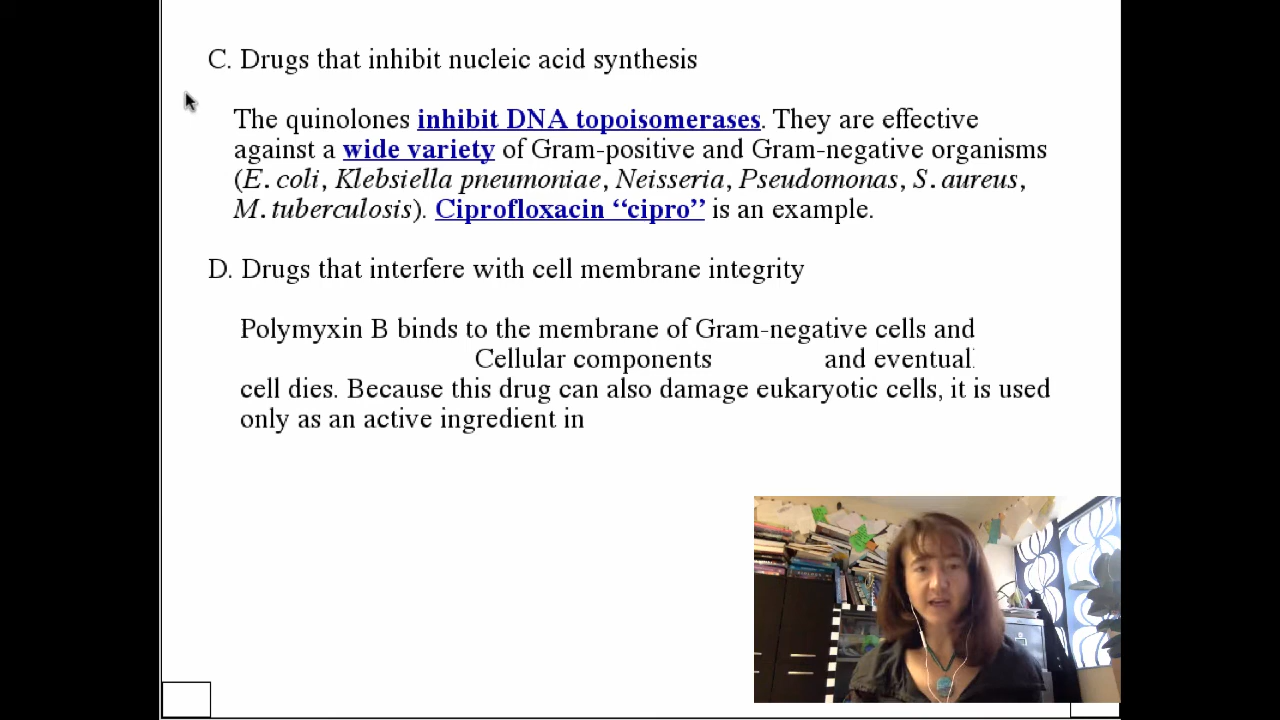 C. Drugs that inhibit nucleic acid synthesis
The quinolones inhibit DNA topoisomerases. They are effective
against a wide variety of Gram-positive and Gram-negative organisms
(E. coli, Klebsiella pneumoniae, Neisseria, Pseudomonas, S. aureus,
M. tuberculosis). Ciprofloxacin “cipro” is an example.
D. Drugs that interfere with cell membrane integrity
Polymyxin B binds to the membrane of Gram-negative cells and
Cellular components and eventual
cell dies. Because this drug can also damage eukaryotic cells, it is used
only as an active ingredient in